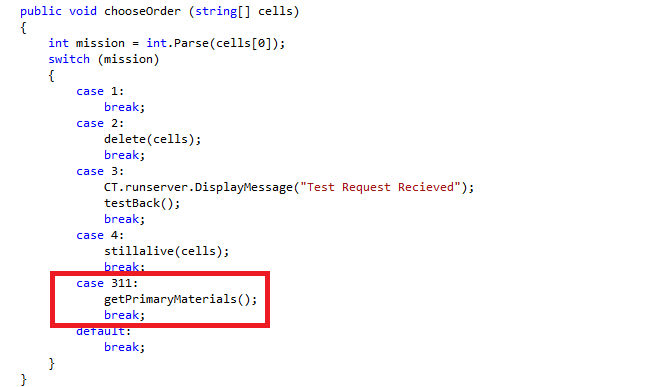 public void chooseOrder (string[] cells)
{
int mission = int.Parse(cells[0]);
switch (mission)
{
case 1:
break;
case 2:
delete(cells);
break;
case 3:
CT.runserver.DisplayMessage("Test Request Recieved");
testBack();
break;
case 4:
stillalive(cells);
break;
case 311:
getPrimaryMaterials();
break;
default:
break;
}
}